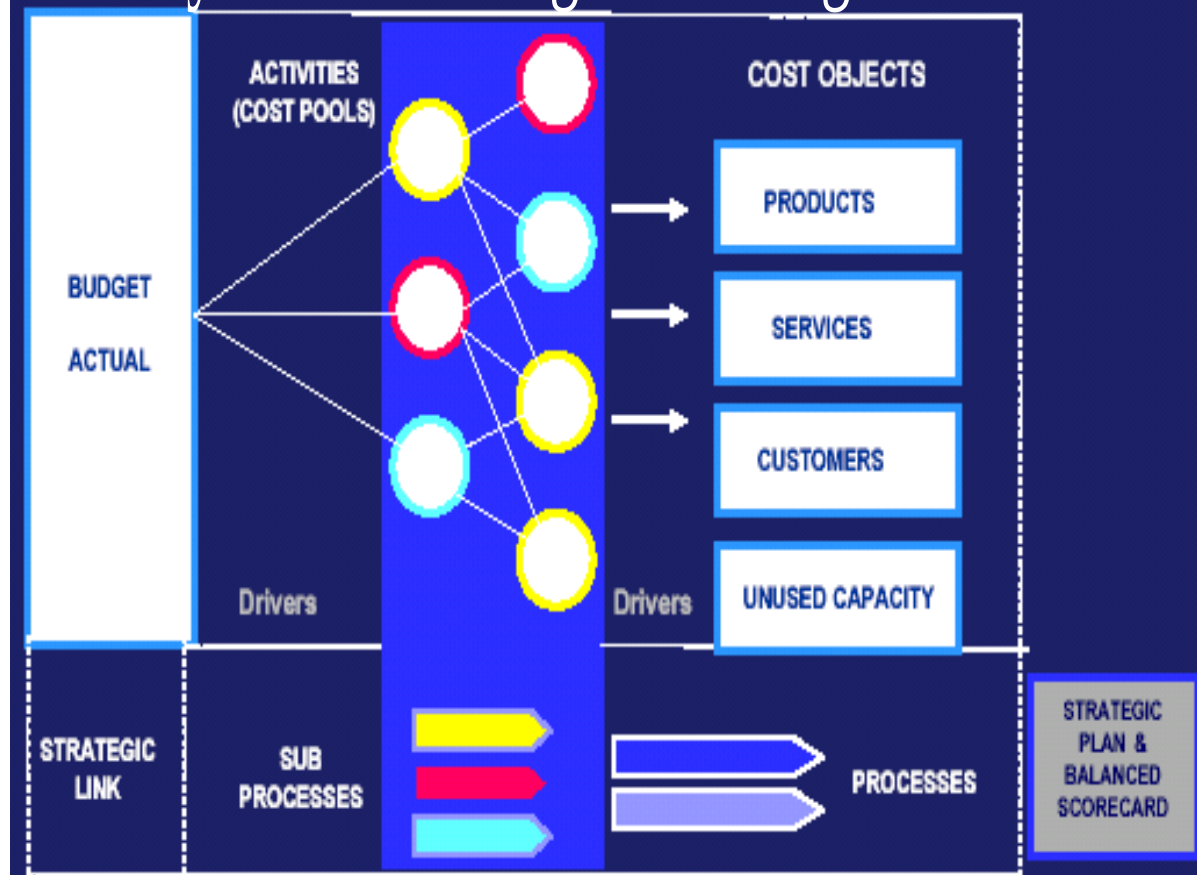 ACTIVITIES
(COST POOLS)
COST OBJECTS
PRODUCTS
BUDGET
ACTUAL
SERVICES
CUSTOMERS
Drivers
Drivers
UNUSED CAPACITY
STRATEGIC
LINK
SUB
PROCESSES
PROCESSES
STRATEGIC
PLAN &
BALANCED
SCORECARD